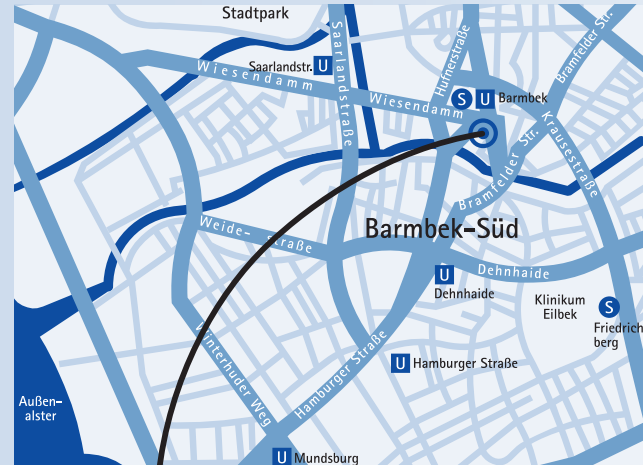 Stadtpark
Saarlandstr. U
Saarlandstraße
Hufnerstraße
Bramfelder Str.
Wiesendamm
Wiesendamm
S U Barmbek
Krausestraße
Bramfelder Str.
Weide-straße
Barmbek-Süd
U
Dehnhaide
Dehnhaide
Klinikum
Eilbek
S
Friedrich
berg
Winterhuder Weg
Hamburger Straße
U Hamburger Straße
Außen-
alster
U Mundsburg